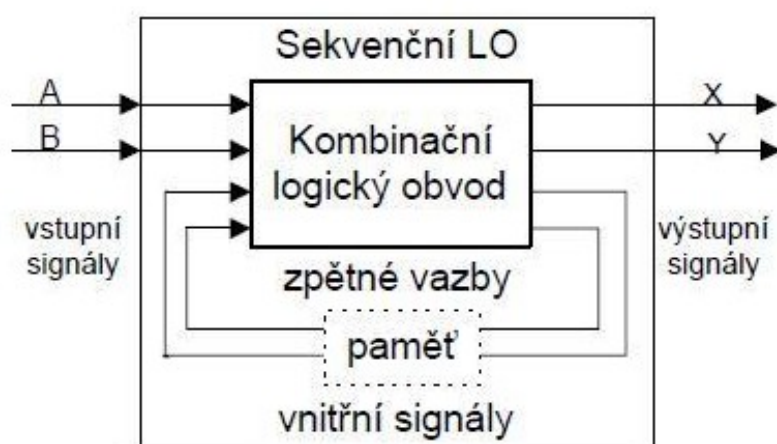 Sekvenční LO
A
B
Kombinační
logický obvod
X
Y
vstupní
signály
výstupní
signály
zpětné vazby
paměť
vnitřní signály